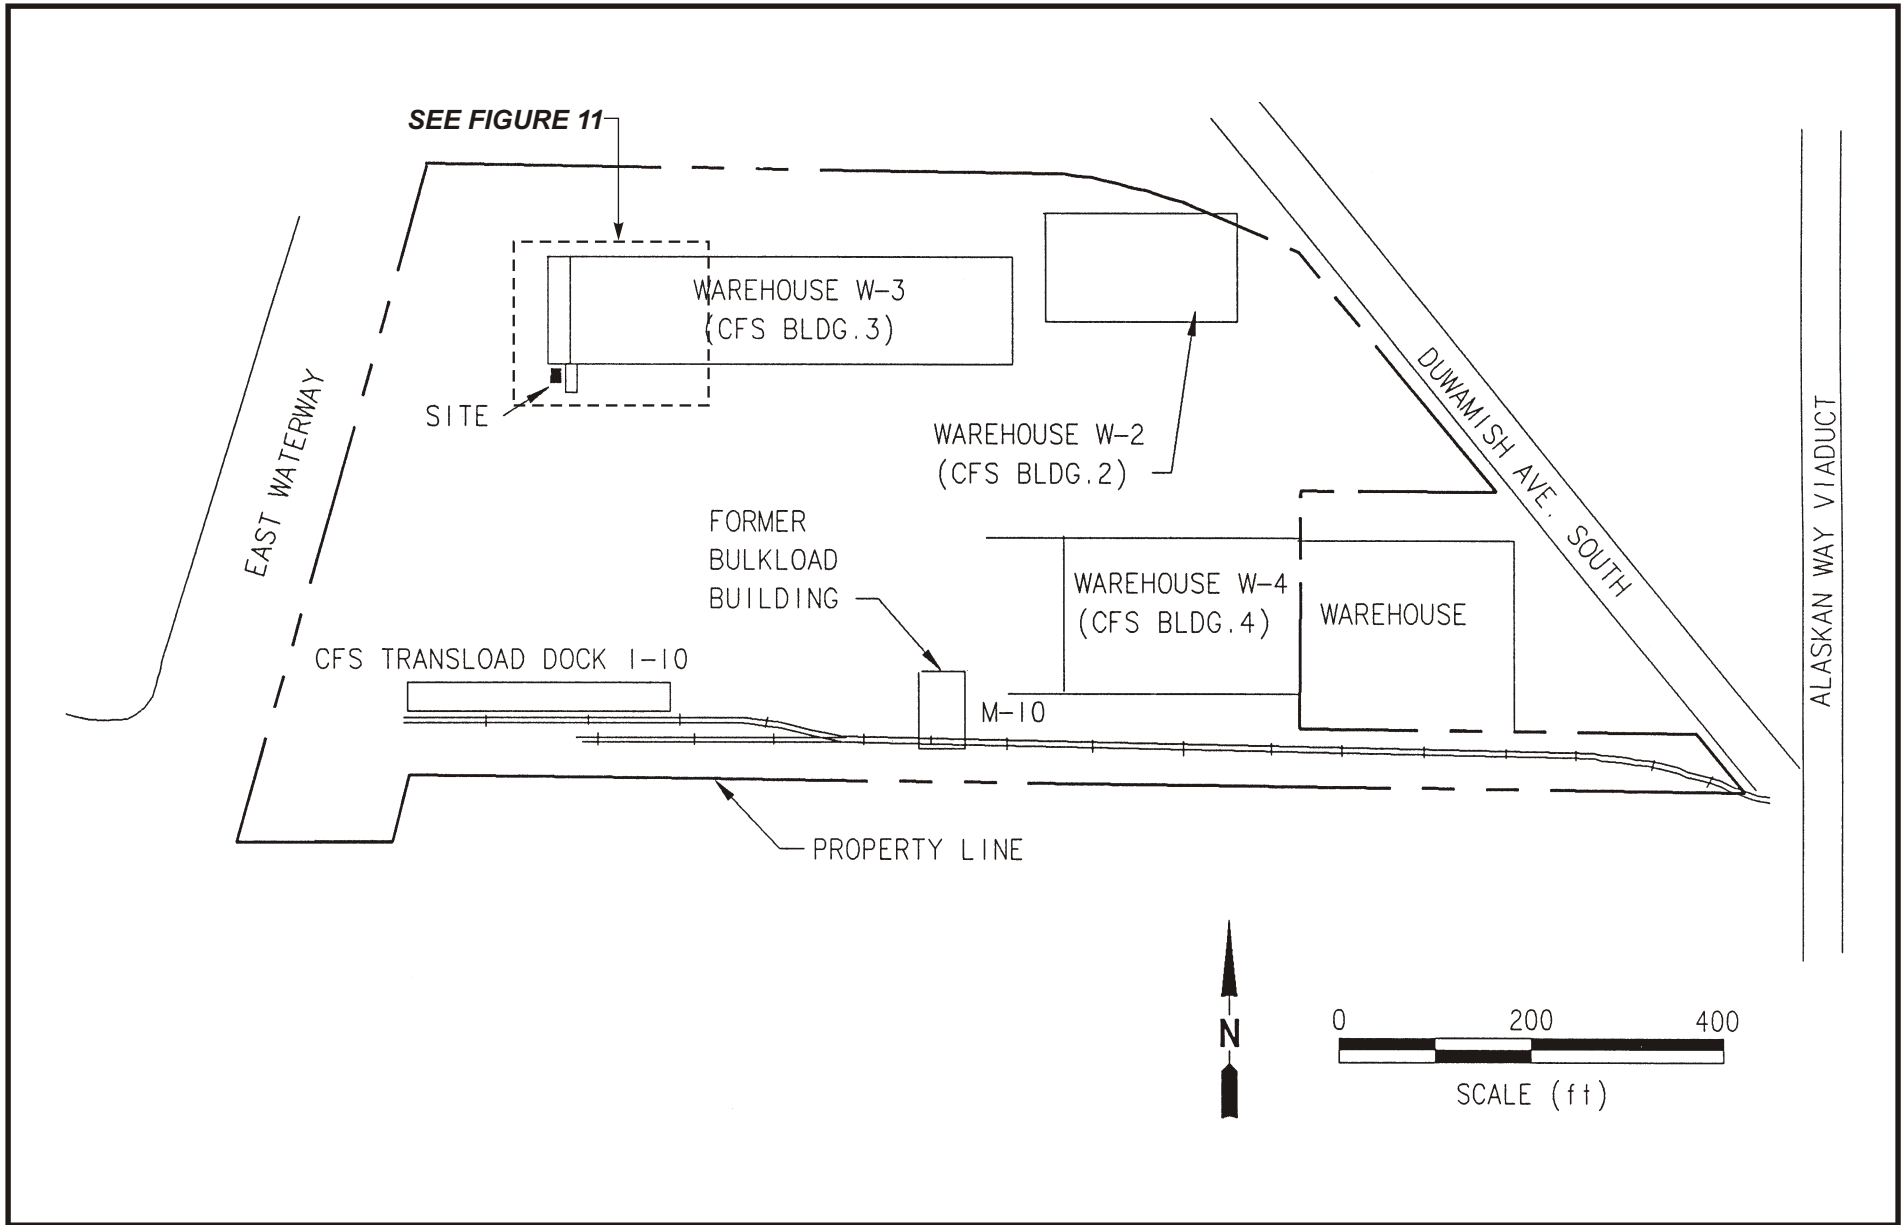 SEE FIGURE 11
WAREHOUSE W-3
(CFS BLDG.3)
SITE
EAST WATERWAY
WAREHOUSE W-2
(CFS BLDG.2)
DUWAMISH AVE. SOUTH
ALASKAN WAY VIADUCT
FORMER
BULKLOAD
BUILDING
WAREHOUSE W-4
(CFS BLDG.4)
WAREHOUSE
CFS TRANSLOAD DOCK 1-10
M-10
PROPERTY LINE
N
0 200 400
SCALE (ft)